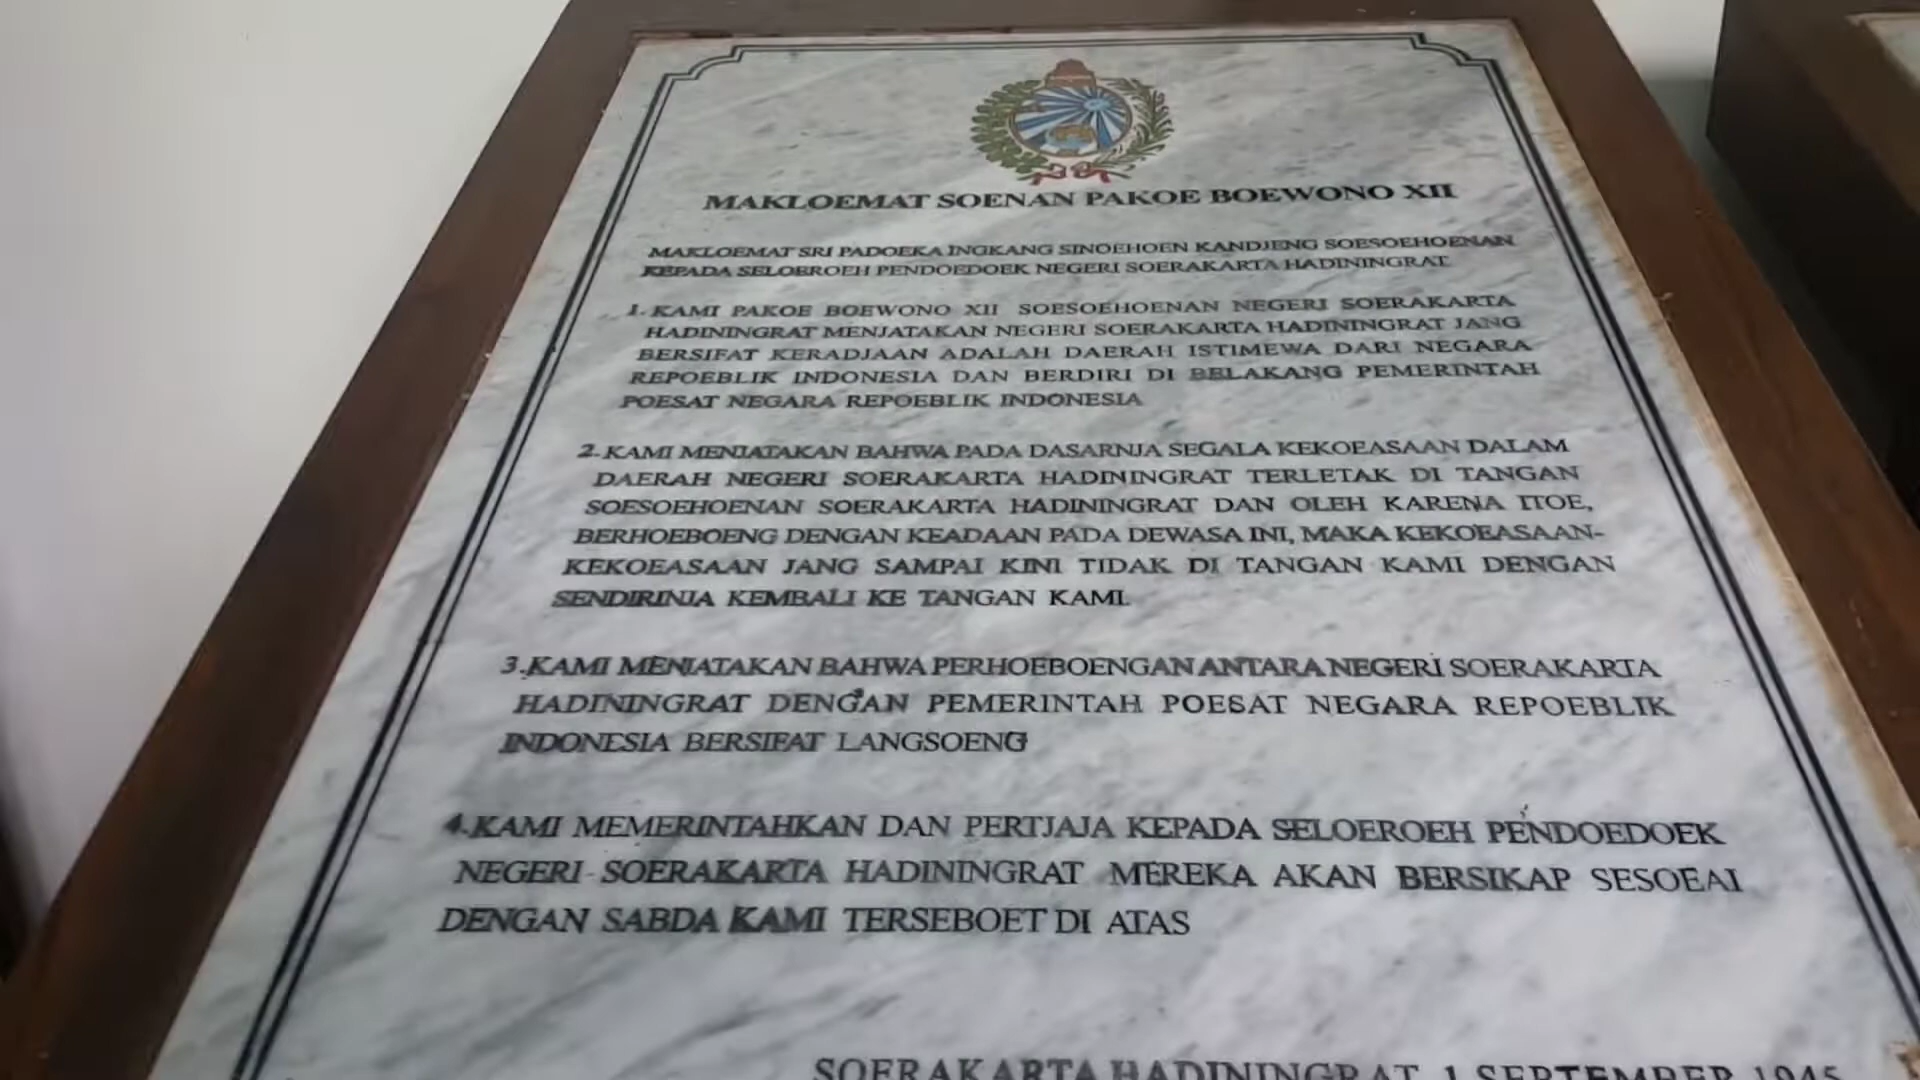 MAKLOEMAT SOENAN PAKOE BOEWONO XII
MAKLOEMAT SRI PADOEKA INGKANG SINOEHOEN KANDJENG SOESOEHOENAN
KEPADA SELOEROEH PENDOEDOEK NEGERI SOERAKARTA HADININGRAT
1. KAMI PAKOE BOEWONO XII SOESOEHOENAN NEGERI SOERAKARTA
HADININGRAT MENJATAKAN NEGERI SOERAKARTA HADININGRAT JANG
BERSIFAT KERADJAAN ADALAH DAERAH ISTIMEWA DARI NEGARA
REPOEBLIK INDONESIA DAN BERDIRI DI BELAKANG PEMERINTAH
POESAT NEGARA REPOEBLIK INDONESIA
2. KAMI MENJATAKAN BAHWA PADA DASARNJA SEGALA KEKOEASAAN DALAM
DAERAH NEGERI SOERAKARTA HADININGRAT TERLETAK DI TANGAN
SOESOEHOENAN SOERAKARTA HADININGRAT DAN OLEH KARENA ITOE,
BERHOEBOENG DENGAN KEADAAN PADA DEWASA INI, MAKA KEKOEASAAN-
KEKOEASAAN JANG SAMPAI KINI TIDAK DI TANGAN KAMI DENGAN
SENDIRINJA KEMBALI KE TANGAN KAMI.
3. KAMI MENJATAKAN BAHWA PERHOEBOENGAN ANTARA NEGERI SOERAKARTA
HADININGRAT DENGAN PEMERINTAH POESAT NEGARA REPOEBLIK
INDONESIA BERSIFAT LANGSOENG
4. KAMI MEMERINTAHKAN DAN PERTJAJA KEPADA SELOEROEH PENDOEDOEK
NEGERI SOERAKARTA HADININGRAT MEREKA AKAN BERSIKAP SESOEAI
DENGAN SABDA KAMI TERSEBOET DI ATAS
SOERAKARTA HADININGRAT, 1 SEPTEMBER 1945